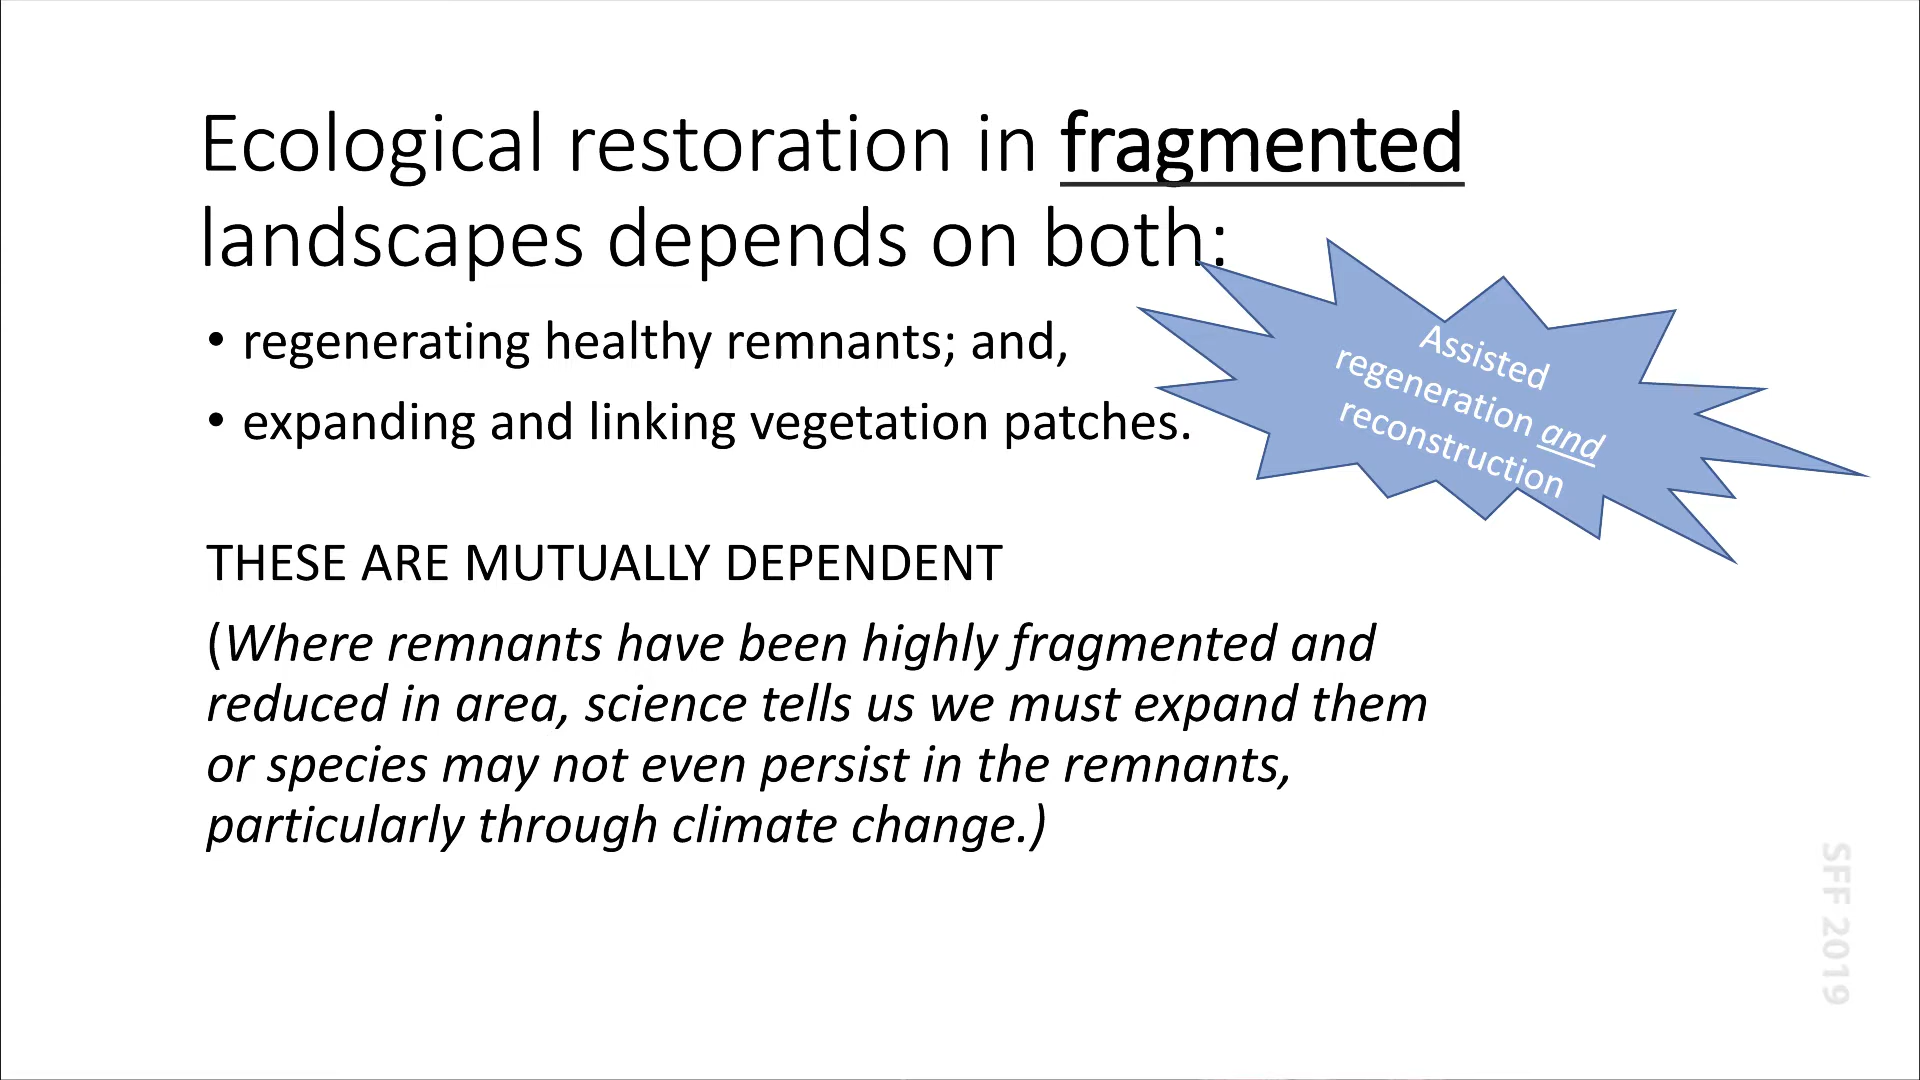 Ecological restoration in fragmented
landscapes depends on both:
• regenerating healthy remnants; and,
• expanding and linking vegetation patches.
Assisted
regeneration and
reconstruction
THESE ARE MUTUALLY DEPENDENT
(Where remnants have been highly fragmented and
reduced in area, science tells us we must expand them
or species may not even persist in the remnants,
particularly through climate change.)
SFF 2019